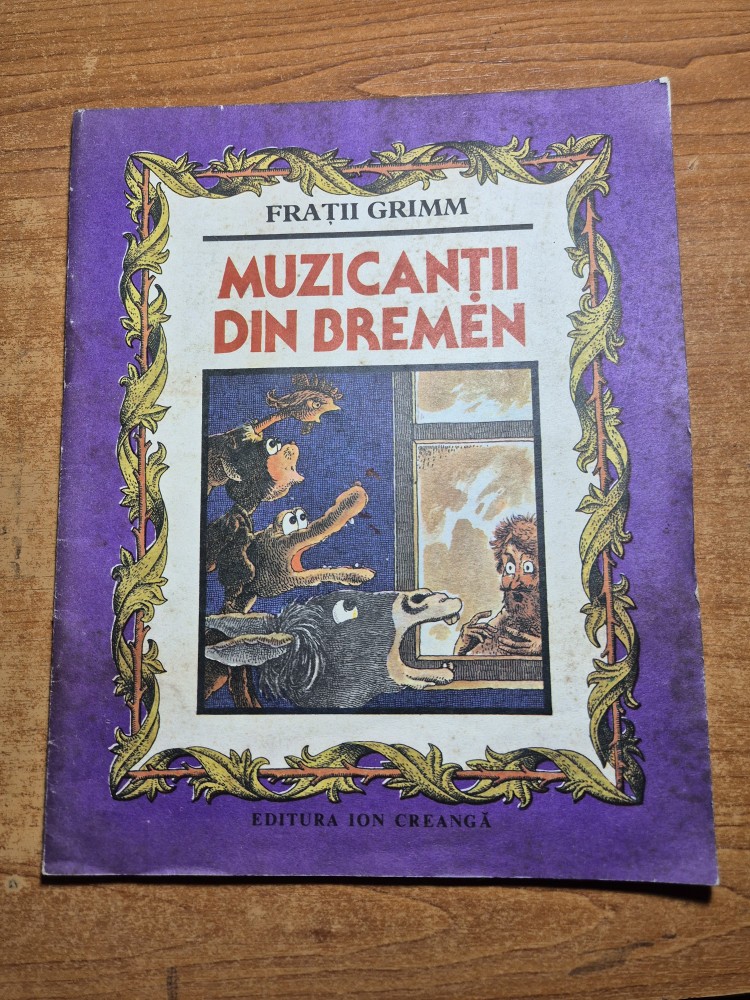 FRAȚII GRIMM
MUZICANȚII
DIN BREMEN
EDITURA ION CREANGĂ